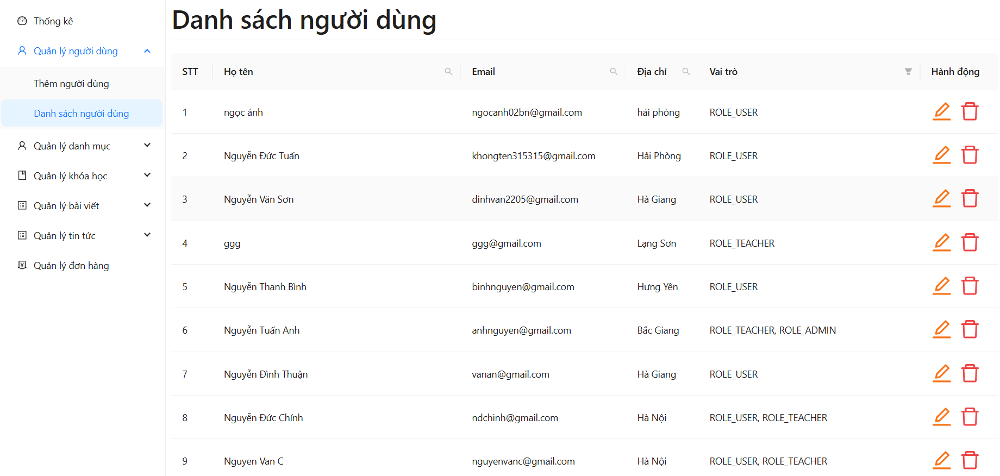 Thống kê
Quản lý người dùng
Thêm người dùng
Danh sách người dùng
Quản lý danh mục
Quản lý khóa học
Quản lý bài viết
Quản lý tin tức
Quản lý đơn hàng
Danh sách người dùng
STT Họ tên Email Địa chỉ Vai trò Hành động
1 ngọc ánh ngocanh02bn@gmail.com hải phòng ROLE_USER
2 Nguyễn Đức Tuấn khongten315315@gmail.com Hải Phòng ROLE_USER
3 Nguyễn Văn Sơn dinhvan2205@gmail.com Hà Giang ROLE_USER
4 ggg ggg@gmail.com Lạng Sơn ROLE_TEACHER
5 Nguyễn Thanh Bình binhnguyen@gmail.com Hưng Yên ROLE_USER
6 Nguyễn Tuấn Anh anhnguyen@gmail.com Bắc Giang ROLE_TEACHER, ROLE_ADMIN
7 Nguyễn Đình Thuận vanan@gmail.com Hà Giang ROLE_USER
8 Nguyễn Đức Chính ndchinh@gmail.com Hà Nội ROLE_USER, ROLE_TEACHER
9 Nguyen Van C nguyenvanc@gmail.com Hà Nội ROLE_USER, ROLE_TEACHER